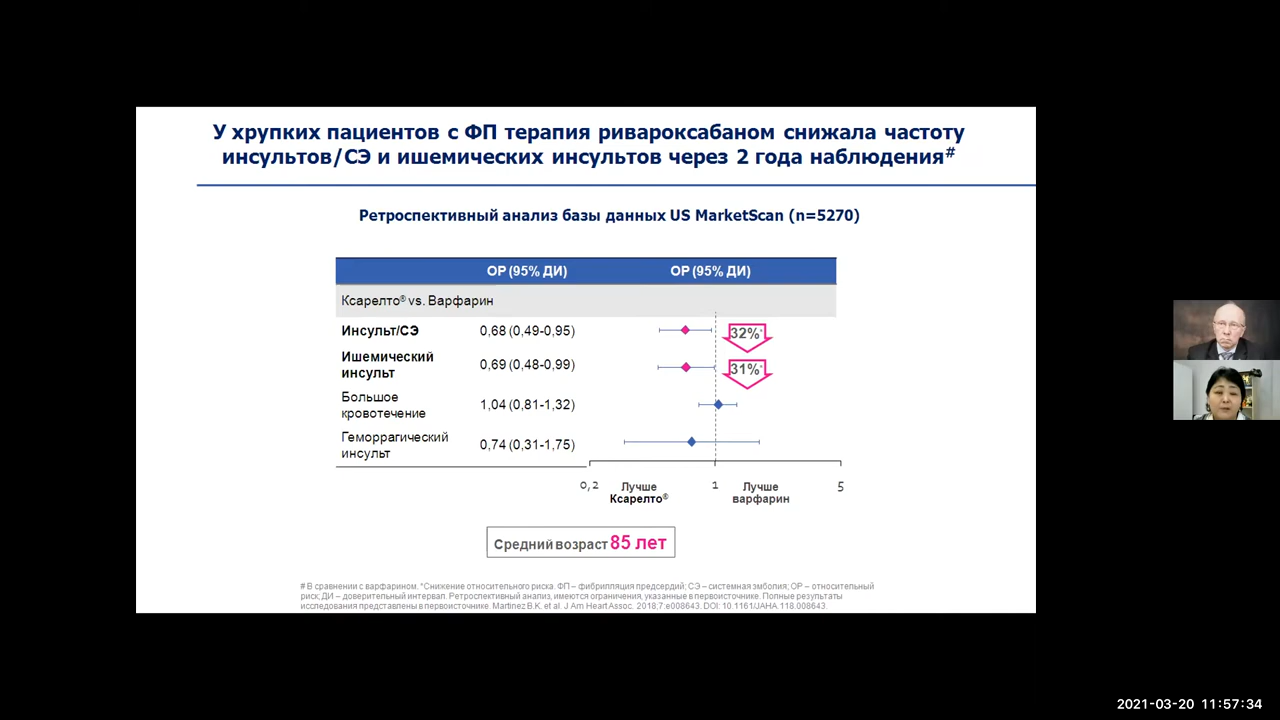 У хрупких пациентов с ФП терапия ривароксабаном снижала частоту
инсультов/СЭ и ишемических инсультов через 2 года наблюдения#
Ретроспективный анализ базы данных US MarketScan (n=5270)
ОР (95% ДИ) ОР (95% ДИ)
Ксарелто® vs. Варфарин
Инсульт/СЭ 0,68 (0,49-0,95) 32%*
Ишемический
инсульт 0,69 (0,48-0,99) 31%*
Большое
кровотечение 1,04 (0,81-1,32)
Геморрагический
инсульт 0,74 (0,31-1,75)
0,2 Лучше 1 Лучше 5
Ксарелто® варфарин
Средний возраст 85 лет
# В сравнении с варфарином. *Снижение относительного риска. ФП – фибрилляция предсердий; СЭ – системная эмболия; ОР – относительный
риск; ДИ – доверительный интервал. Ретроспективный анализ, имеются ограничения, указанные в первоисточнике. Полные результаты
исследования представлены в первоисточнике. Martinez B.K. et al. J Am Heart Assoc. 2018;7:e008643. DOI: 10.1161/JAHA.118.008643.
2021-03-20 11:57:34